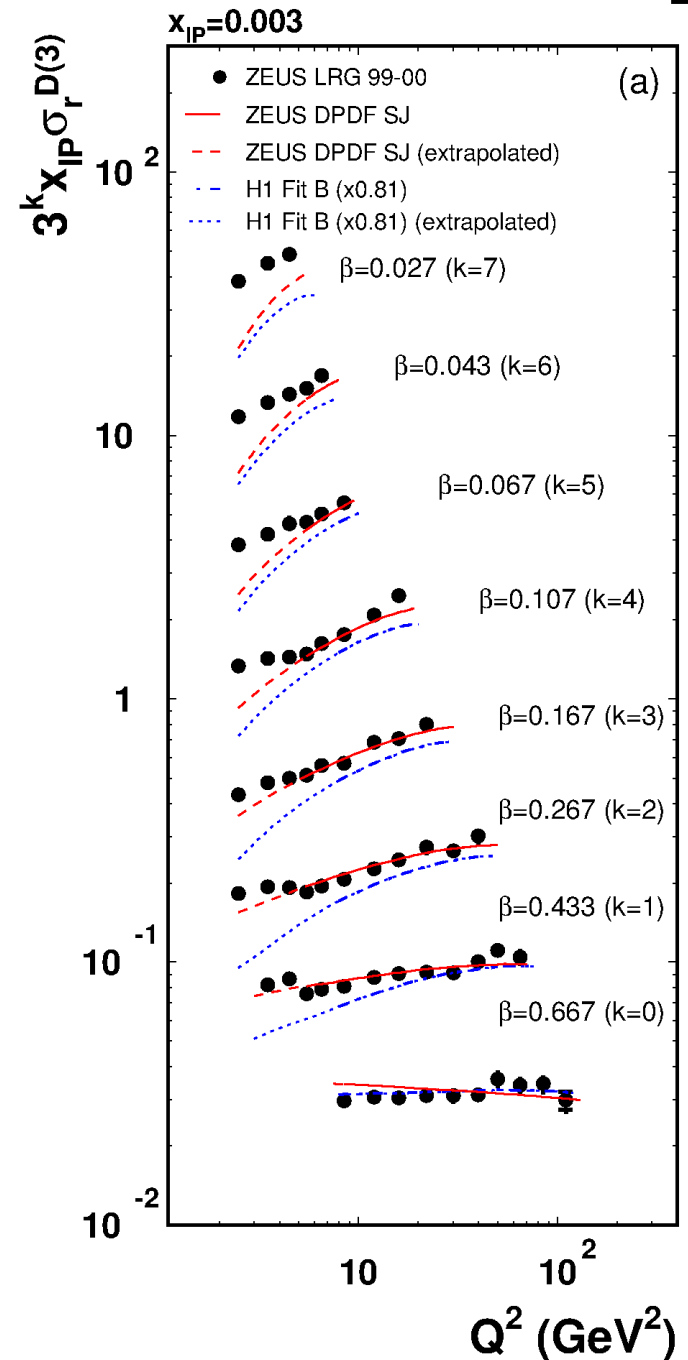 x_IP=0.003
3^k x_IP σ_r^D(3)
ZEUS LRG 99-00
(a)
ZEUS DPDF SJ
ZEUS DPDF SJ (extrapolated)
H1 Fit B (x0.81)
H1 Fit B (x0.81) (extrapolated)
10^2
β=0.027 (k=7)
β=0.043 (k=6)
10
β=0.067 (k=5)
β=0.107 (k=4)
1
β=0.167 (k=3)
β=0.267 (k=2)
β=0.433 (k=1)
10^-1
β=0.667 (k=0)
10^-2
10 10^2
Q^2 (GeV^2)